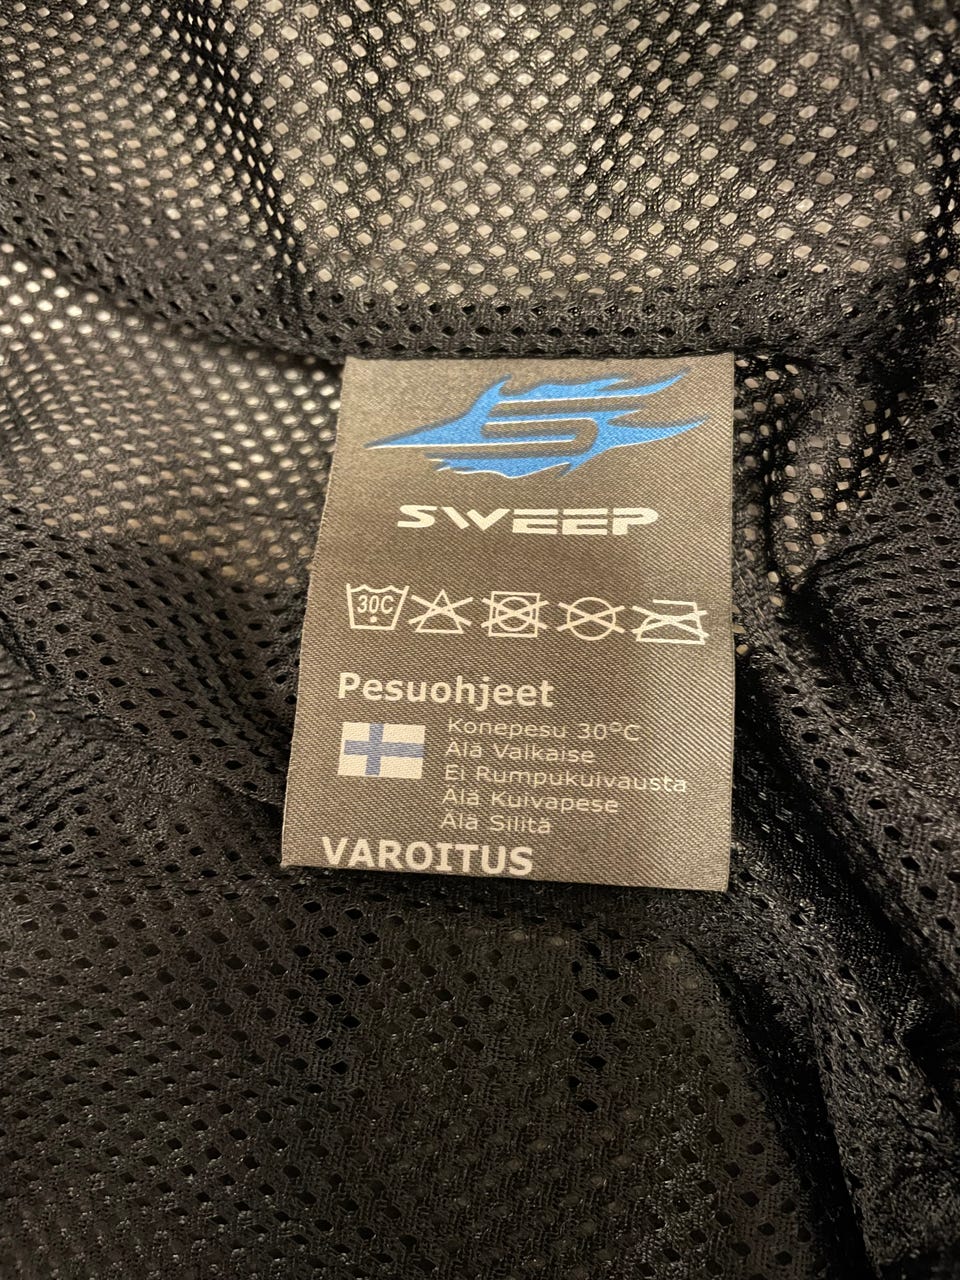 SWEEP
30C
Pesuohjeet
Konepesu 30°C
Älä Valkaise
Ei Rumpukuivausta
Älä Kuivapese
Älä Silitä
VAROITUS